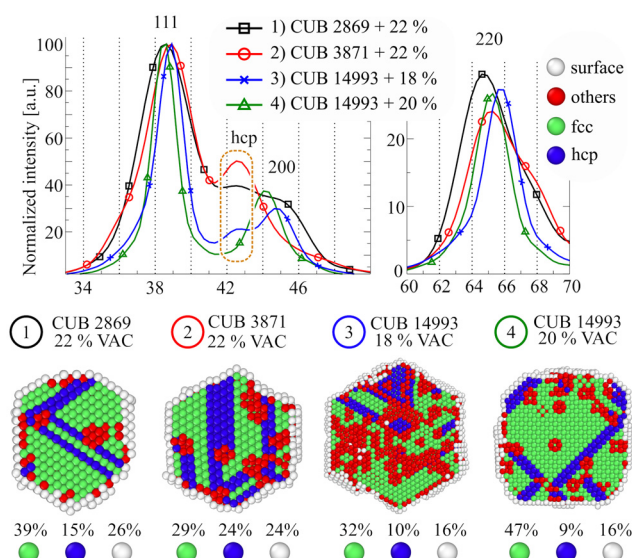 111
1) CUB 2869 + 22 %
2) CUB 3871 + 22 %
3) CUB 14993 + 18 %
4) CUB 14993 + 20 %
hcp
200
Normalized intensity [a.u.]
100
80
60
40
20
34
38
42
46
220
20
10
0
60
62
64
66
68
70
surface
others
fcc
hcp
1
CUB 2869
22 % VAC
2
CUB 3871
22 % VAC
3
CUB 14993
18 % VAC
4
CUB 14993
20 % VAC
39% 15% 26%
29% 24% 24%
32% 10% 16%
47% 9% 16%